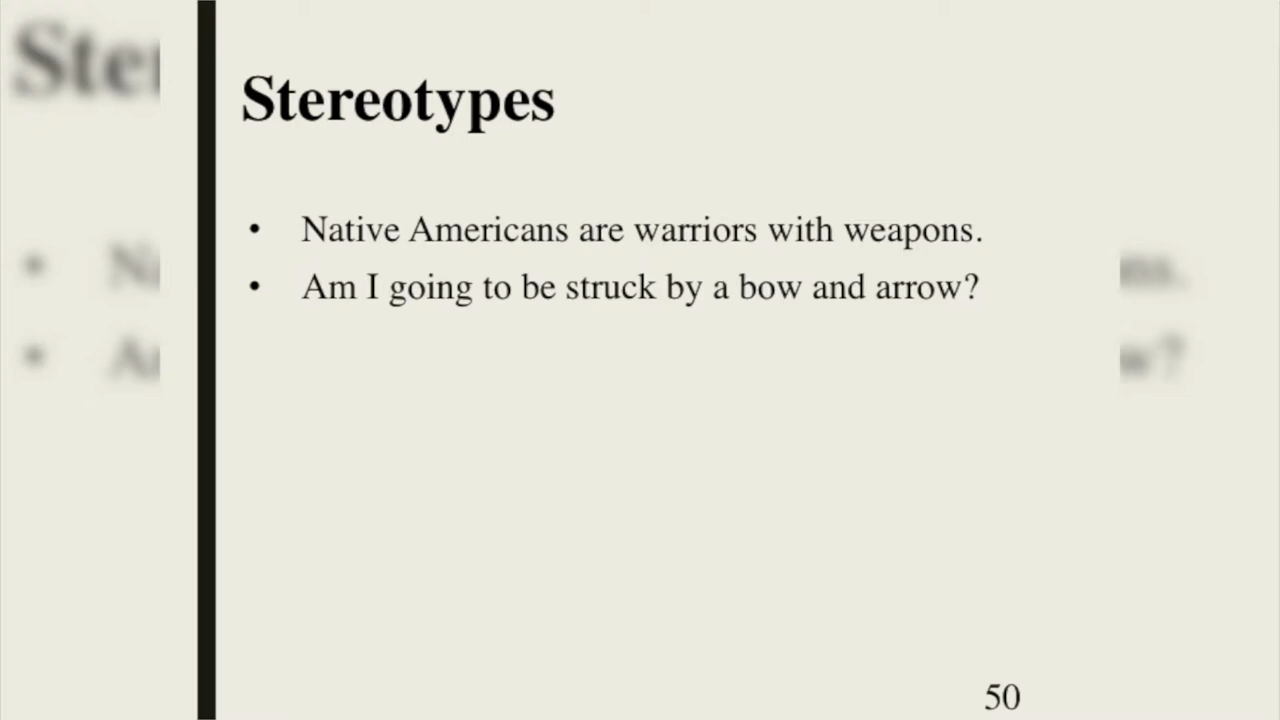 Stereotypes
• Native Americans are warriors with weapons.
• Am I going to be struck by a bow and arrow?
50